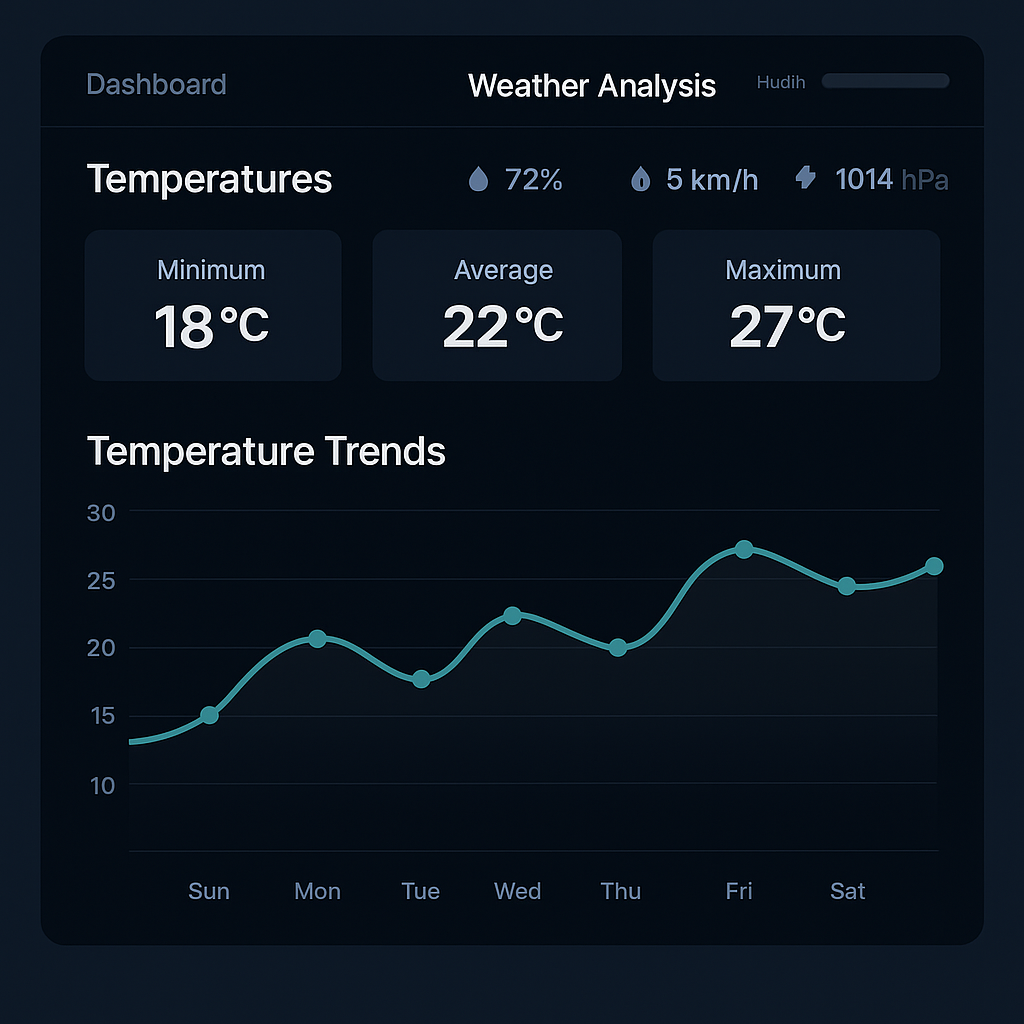 Dashboard Weather Analysis Hudih
Temperatures 72% 5 km/h 1014 hPa
Minimum Average Maximum
18°C 22°C 27°C
Temperature Trends
30
25
20
15
10
Sun Mon Tue Wed Thu Fri Sat